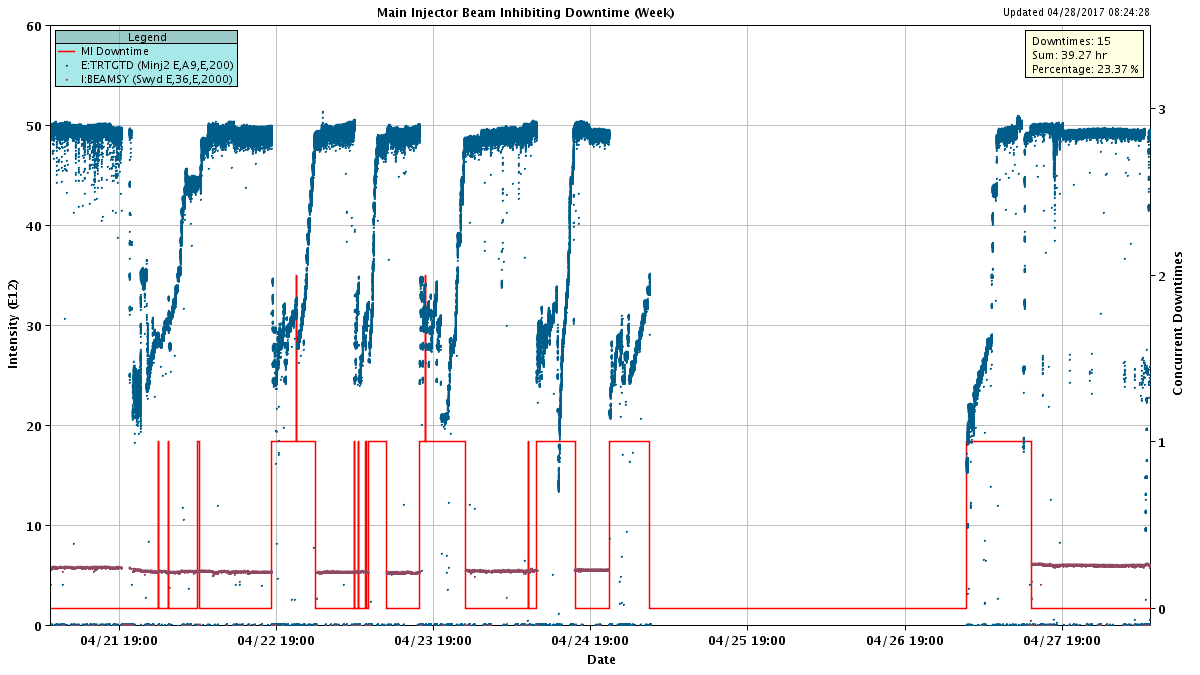 Main Injector Beam Inhibiting Downtime (Week)
Updated 04/28/2017 08:24:28
Legend
MI Downtime
E:TRTGTD (Minj2 E,A9,E,200)
I:BEAMSY (Swyd E,36,E,2000)
Downtimes: 15
Sum: 39.27 hr
Percentage: 23.37 %
Intensity (E12)
60
50
40
30
20
10
0
Concurrent Downtimes
3
2
1
0
04/21 19:00
04/22 19:00
04/23 19:00
04/24 19:00
04/25 19:00
04/26 19:00
04/27 19:00
Date